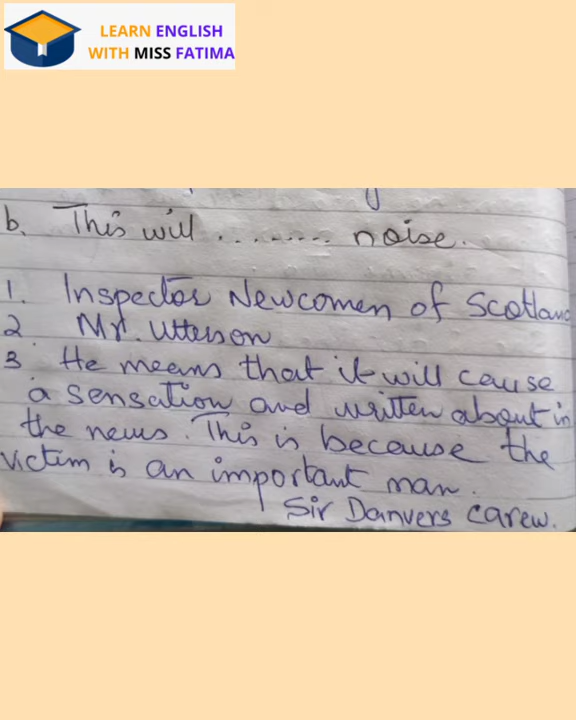 LEARN ENGLISH
WITH MISS FATIMA
b. This will ......... noise.
1. Inspector Newcomen of Scotland
2 Mr. Utterson
3 He means that it will cause
a sensation and written about in
the news. This is because the
victim is an important man.
Sir Danvers Carew.